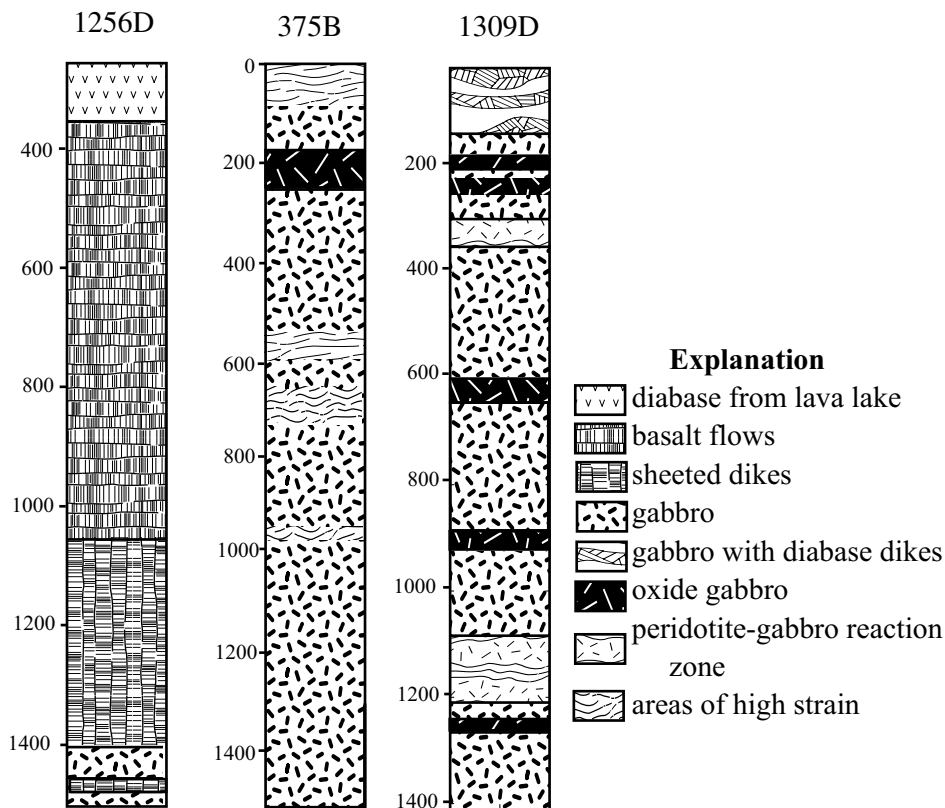 1256D
375B
1309D
400
600
800
1000
1200
1400
0
200
400
600
800
1000
1200
1400
200
400
600
800
1000
1200
1400
Explanation
diabase from lava lake
basalt flows
sheeted dikes
gabbro
gabbro with diabase dikes
oxide gabbro
peridotite-gabbro reaction
zone
areas of high strain